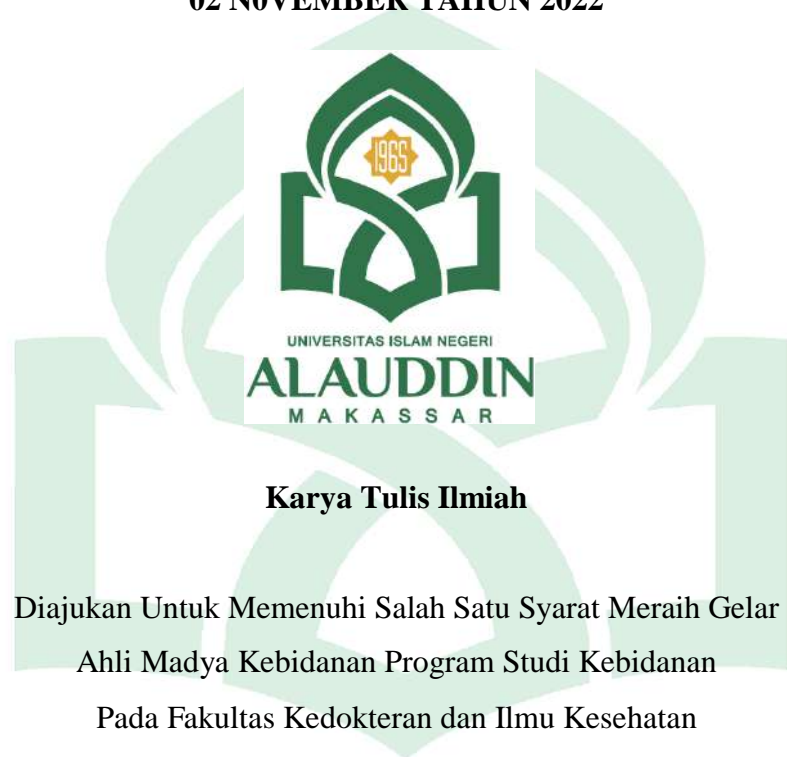 02 N0VEMBER TAHUN 2022
1965
UNIVERSITAS ISLAM NEGERI
ALAUDDIN
MAKASSAR
Karya Tulis Ilmiah
Diajukan Untuk Memenuhi Salah Satu Syarat Meraih Gelar
Ahli Madya Kebidanan Program Studi Kebidanan
Pada Fakultas Kedokteran dan Ilmu Kesehatan